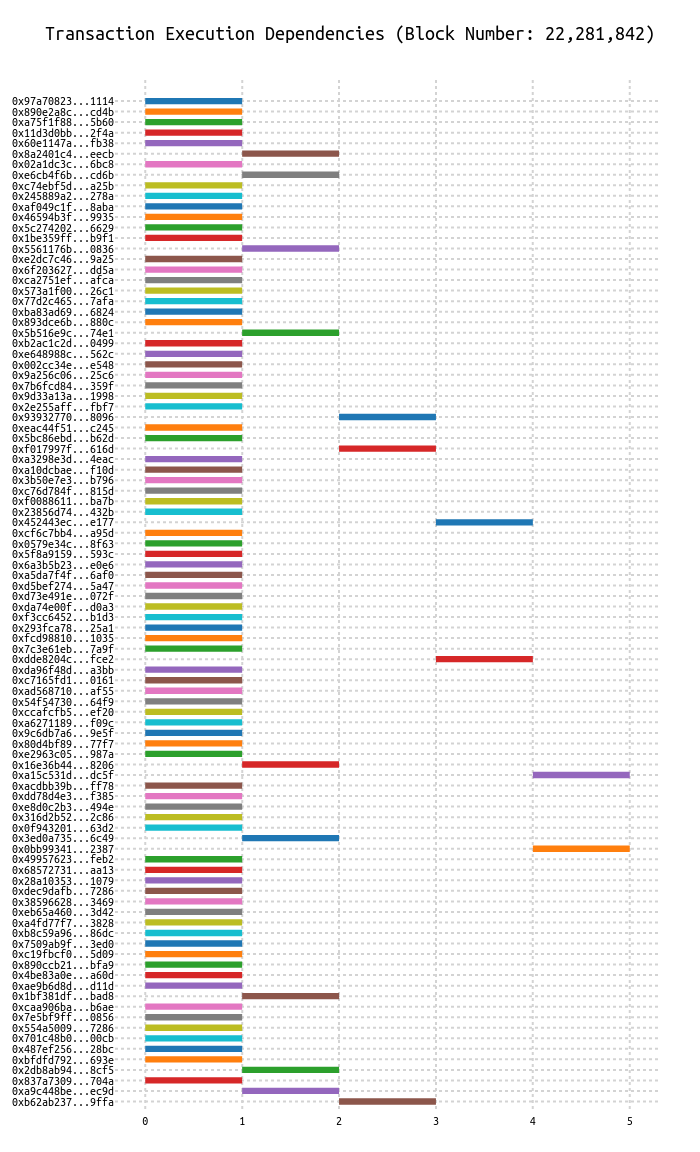 Transaction Execution Dependencies (Block Number: 22,281,842)
0x97a70823...1114
0x890e2a8c...cd4b
0xa75f1f88...5b60
0x11d3d0bb...2f4a
0x60e1147a...fb38
0x8a2401c4...eecb
0x02a1dc3c...6bc8
0xe6cb4f6b...cd6b
0xc74ebf5d...a25b
0x245889a2...278a
0xaf049c1f...8aba
0x46594b3f...9935
0x5c274202...6629
0x1be359ff...b9f1
0x5561176b...0836
0xe2dc7c46...9a25
0x6f203627...dd5a
0xca2751ef...afca
0x573a1f00...26c1
0x77d2c465...7afa
0xba83ad69...6824
0x893dce6b...880c
0x5b516e9c...74e1
0xb2ac1c2d...0499
0xe648988c...562c
0x002cc34e...e548
0x9a256c06...25c6
0x7b6fcd84...359f
0x9d33a13a...1998
0x2e255aff...fbf7
0x93932770...8096
0xeac44f51...c245
0x5bc86ebd...b62d
0xf017997f...616d
0xa3298e3d...4eac
0xa10dcbae...f10d
0x3b50e7e3...b796
0xc76d784f...815d
0xf0088611...ba7b
0x23856d74...432b
0x452443ec...e177
0xcf6c7bb4...a95d
0x0579e34c...8f63
0x5f8a9159...593c
0x6a3b5b23...e0e6
0xa5da7f4f...6af0
0xd5bef274...5a47
0xd73e491e...072f
0xda74e00f...d0a3
0xf3cc6452...b1d3
0x293fca78...25a1
0xfcd98810...1035
0x7c3e61eb...7a9f
0xdde8204c...fce2
0xda96f48d...a3bb
0xc7165fd1...0161
0xad568710...af55
0x54f54730...64f9
0xccafcfb5...ef20
0xa6271189...f09c
0x9c6db7a6...9e5f
0x80d4bf89...77f7
0xe2963c05...987a
0x16e36b44...8206
0xa15c531d...dc5f
0xacdbb39b...ff78
0xdd78d4e3...f385
0xe8d0c2b3...494e
0x316d2b52...2c86
0x0f943201...63d2
0x3ed0a735...6c49
0x0bb99341...2387
0x49957623...feb2
0x68572731...aa13
0x28a10353...1079
0xdec9dafb...7286
0x38596628...3469
0xeb65a460...3d42
0xa4fd77f7...3828
0xb8c59a96...86dc
0x7509ab9f...3ed0
0xc19fbcf0...5d09
0x890ccb21...bfa9
0x4be83a0e...a60d
0xae9b6d8d...d11d
0x1bf381df...bad8
0xcaa906ba...b6ae
0x7e5bf9ff...0856
0x554a5009...7286
0x701c48b0...00cb
0x487ef256...28bc
0xbfdfd792...693e
0x2db8ab94...8cf5
0x837a7309...704a
0xa9c448be...ec9d
0xb62ab237...9ffa
0 1 2 3 4 5